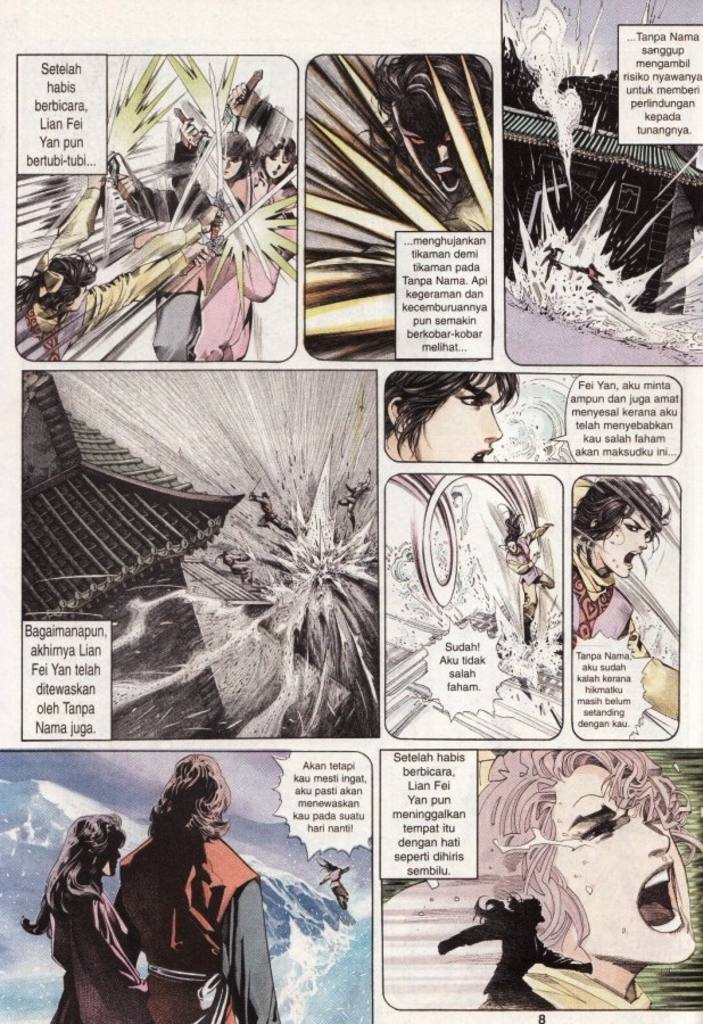 Setelah
habis
berbicara,
Lian Fei
Yan pun
bertubi-tubi...
...menghujankan
tikaman demi
tikaman pada
Tanpa Nama. Api
kegeraman dan
kecemburuannya
pun semakin
berkobar-kobar
melihat...
...Tanpa Nama
sanggup
mengambil
risiko nyawanya
untuk memberi
perlindungan
kepada
tunangnya.
Bagaimanapun,
akhirnya Lian
Fei Yan telah
ditewaskan
oleh Tanpa
Nama juga.
Fei Yan, aku minta
ampun dan juga amat
menyesal kerana aku
telah menyebabkan
kau salah faham
akan maksudku ini...
Sudah!
Aku tidak
salah
faham.
Tanpa Nama,
aku sudah
kalah kerana
hikmatku
masih belum
setanding
dengan kau.
Akan tetapi
kau mesti ingat,
aku pasti akan
menewaskan
kau pada suatu
hari nanti!
Setelah habis
berbicara,
Lian Fei
Yan pun
meninggalkan
tempat itu
dengan hati
seperti dihiris
sembilu.
8